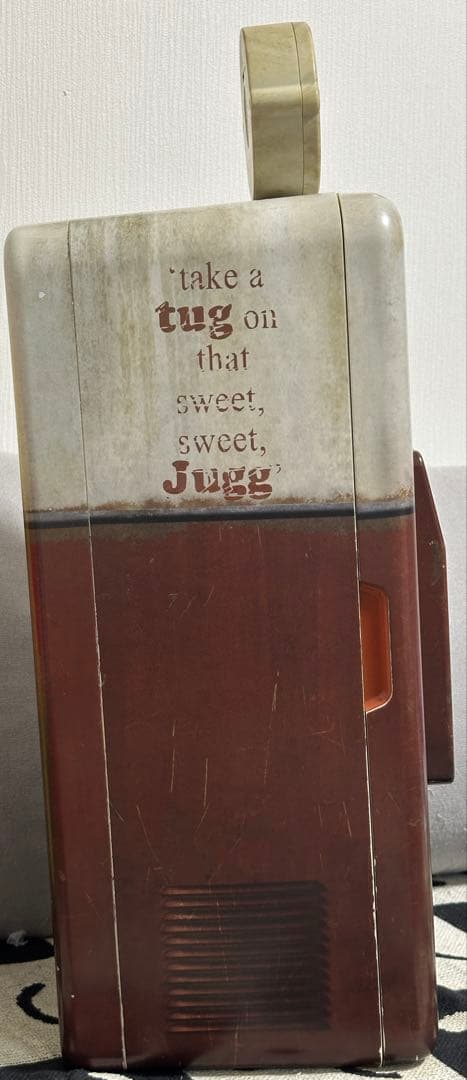 ‘take a
tug on
that
sweet,
sweet,
Jugg’